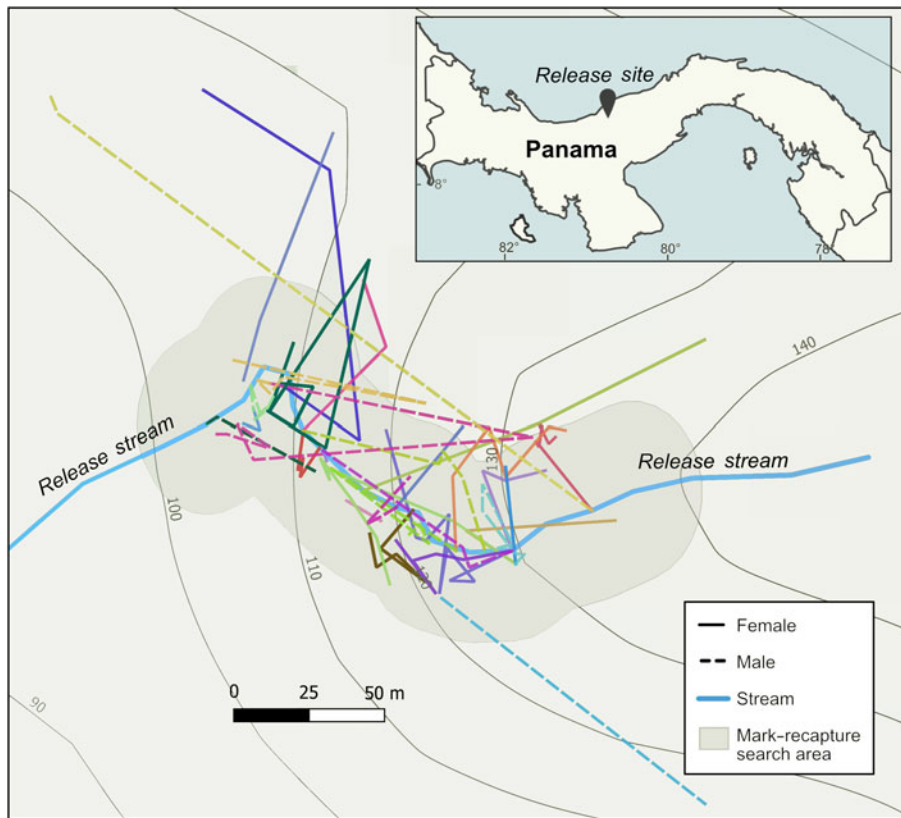 Release site
Panama
8°
82°
80°
78°
140
130
Release stream
Release stream
100
110
120
90
0 25 50 m
Female
Male
Stream
Mark-recapture
search area